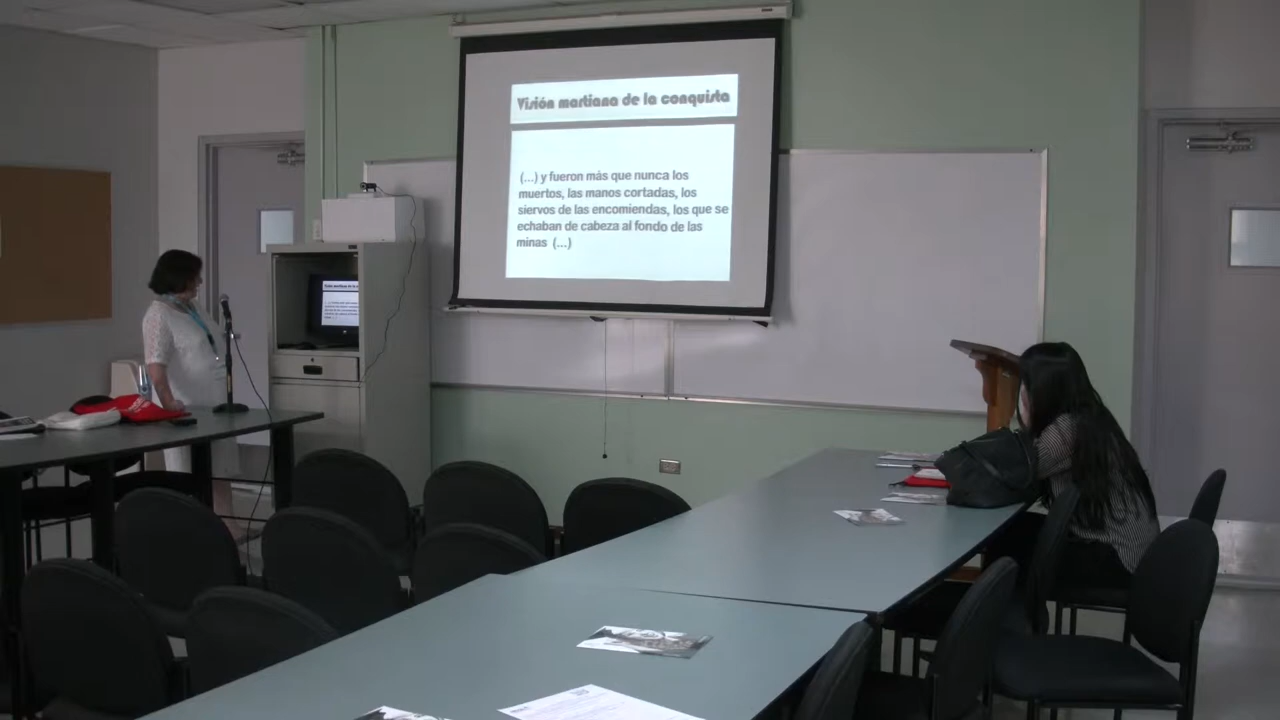 Visión martiana de la conquista
(...) y fueron más que nunca los
muertos, las manos cortadas, los
siervos de las encomiendas, los que se
echaban de cabeza al fondo de las
minas (...)